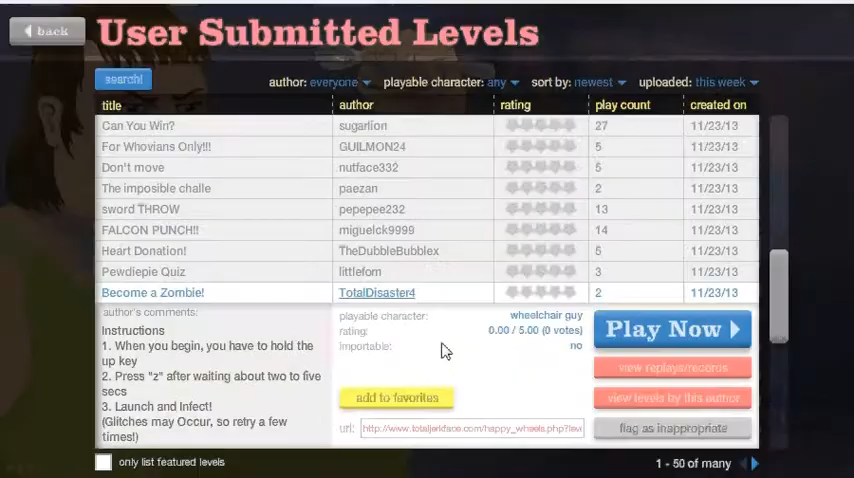 back
User Submitted Levels
search!
author: everyone playable character: any sort by: newest uploaded: this week
title author rating play count created on
Can You Win? sugarlion 27 11/23/13
For Whovians Only!!! GUILMON24 5 11/23/13
Don't move nutface332 5 11/23/13
The imposible challe paezan 2 11/23/13
sword THROW pepepee232 13 11/23/13
FALCON PUNCH!! miguelck9999 14 11/23/13
Heart Donation! TheDubbleBubblex 5 11/23/13
Pewdiepie Quiz littlefom 3 11/23/13
Become a Zombie! TotalDisaster4 2 11/23/13
author's comments:
Instructions
1. When you begin, you have to hold the
up key
2. Press "z" after waiting about two to five
secs
3. Launch and Infect!
(Glitches may Occur, so retry a few
times!)
playable character: wheelchair guy
rating: 0.00 / 5.00 (0 votes)
importable: no
add to favorites
url: http://www.totaljerkface.com/happy_wheels.php?lev
Play Now
view replays/records
view levels by this author
flag as inappropriate
only list featured levels
1 - 50 of many